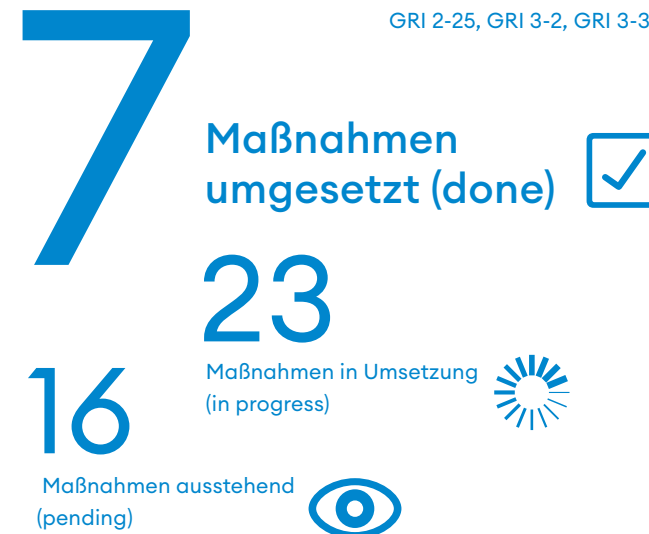 GRI 2-25, GRI 3-2, GRI 3-3
7
Maßnahmen
umgesetzt (done)
23
Maßnahmen in Umsetzung
(in progress)
16
Maßnahmen ausstehend
(pending)